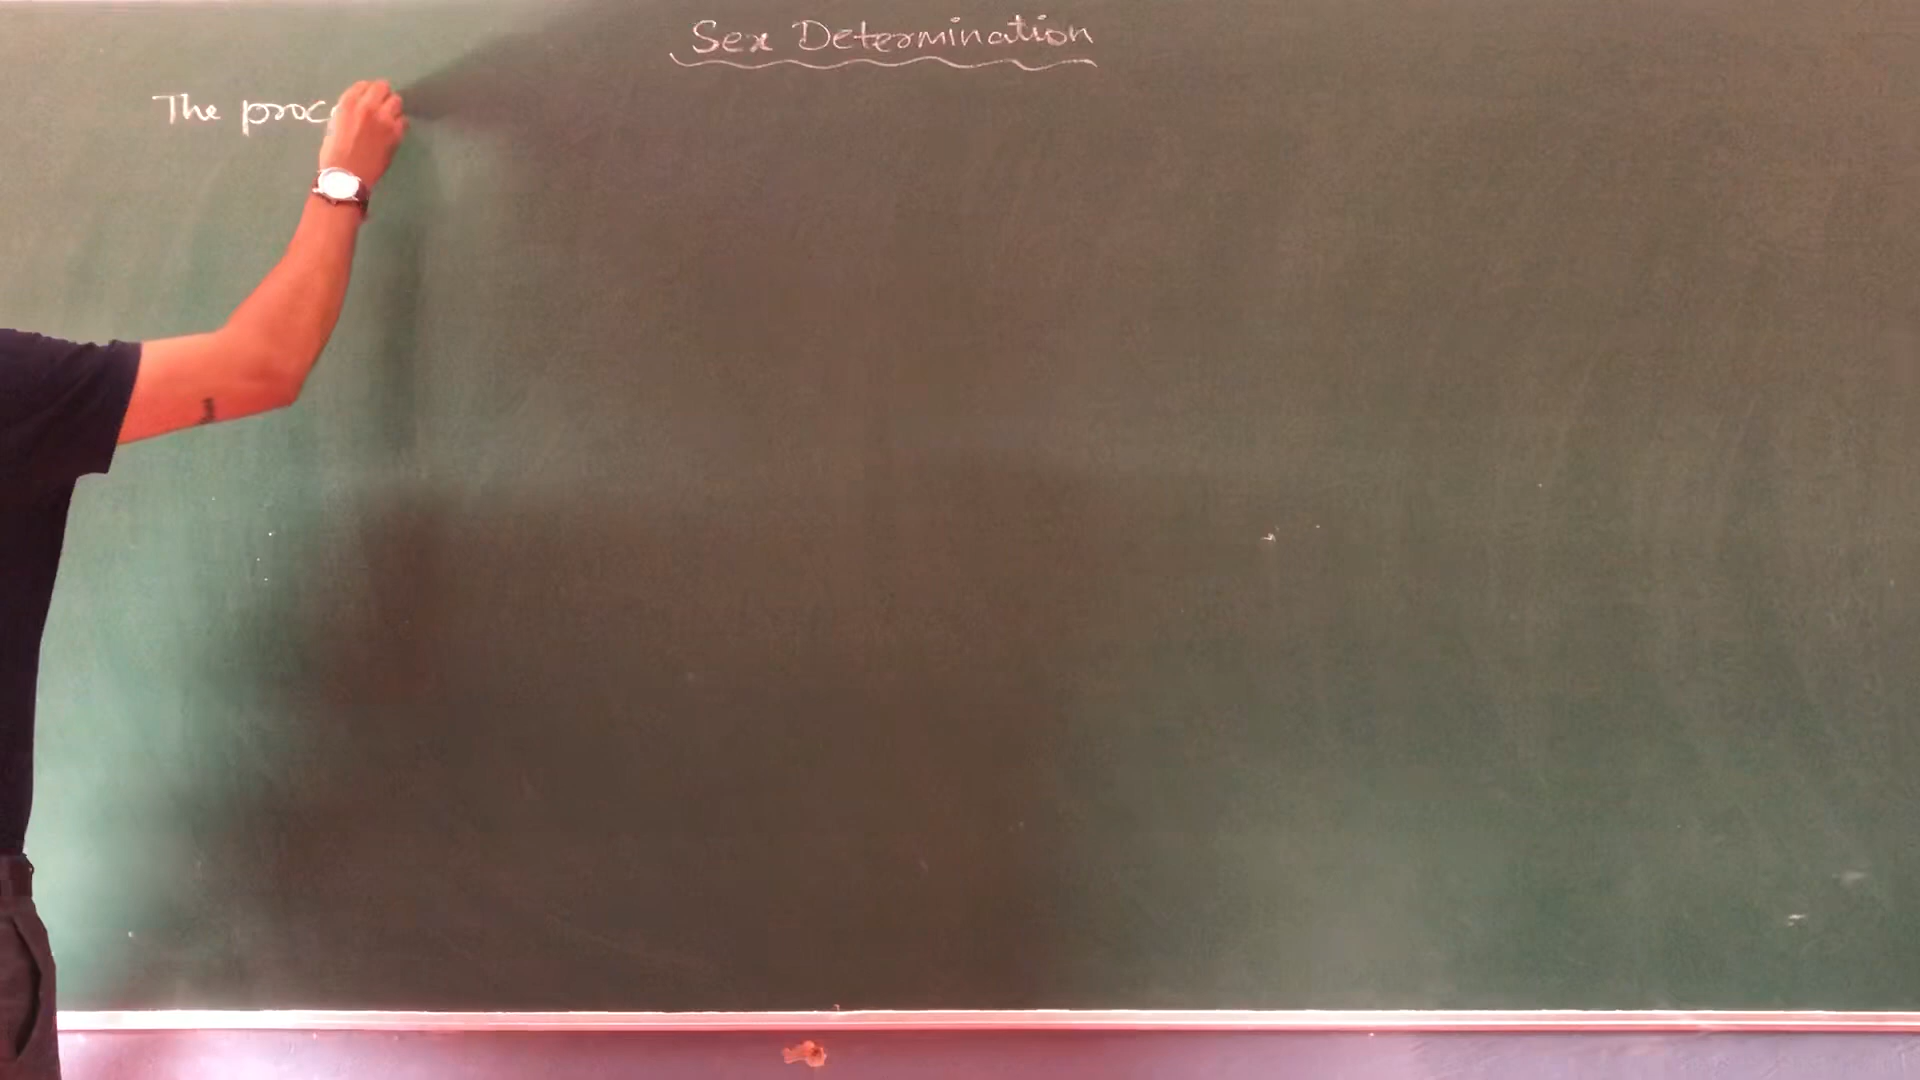 Sex Determination
The proc